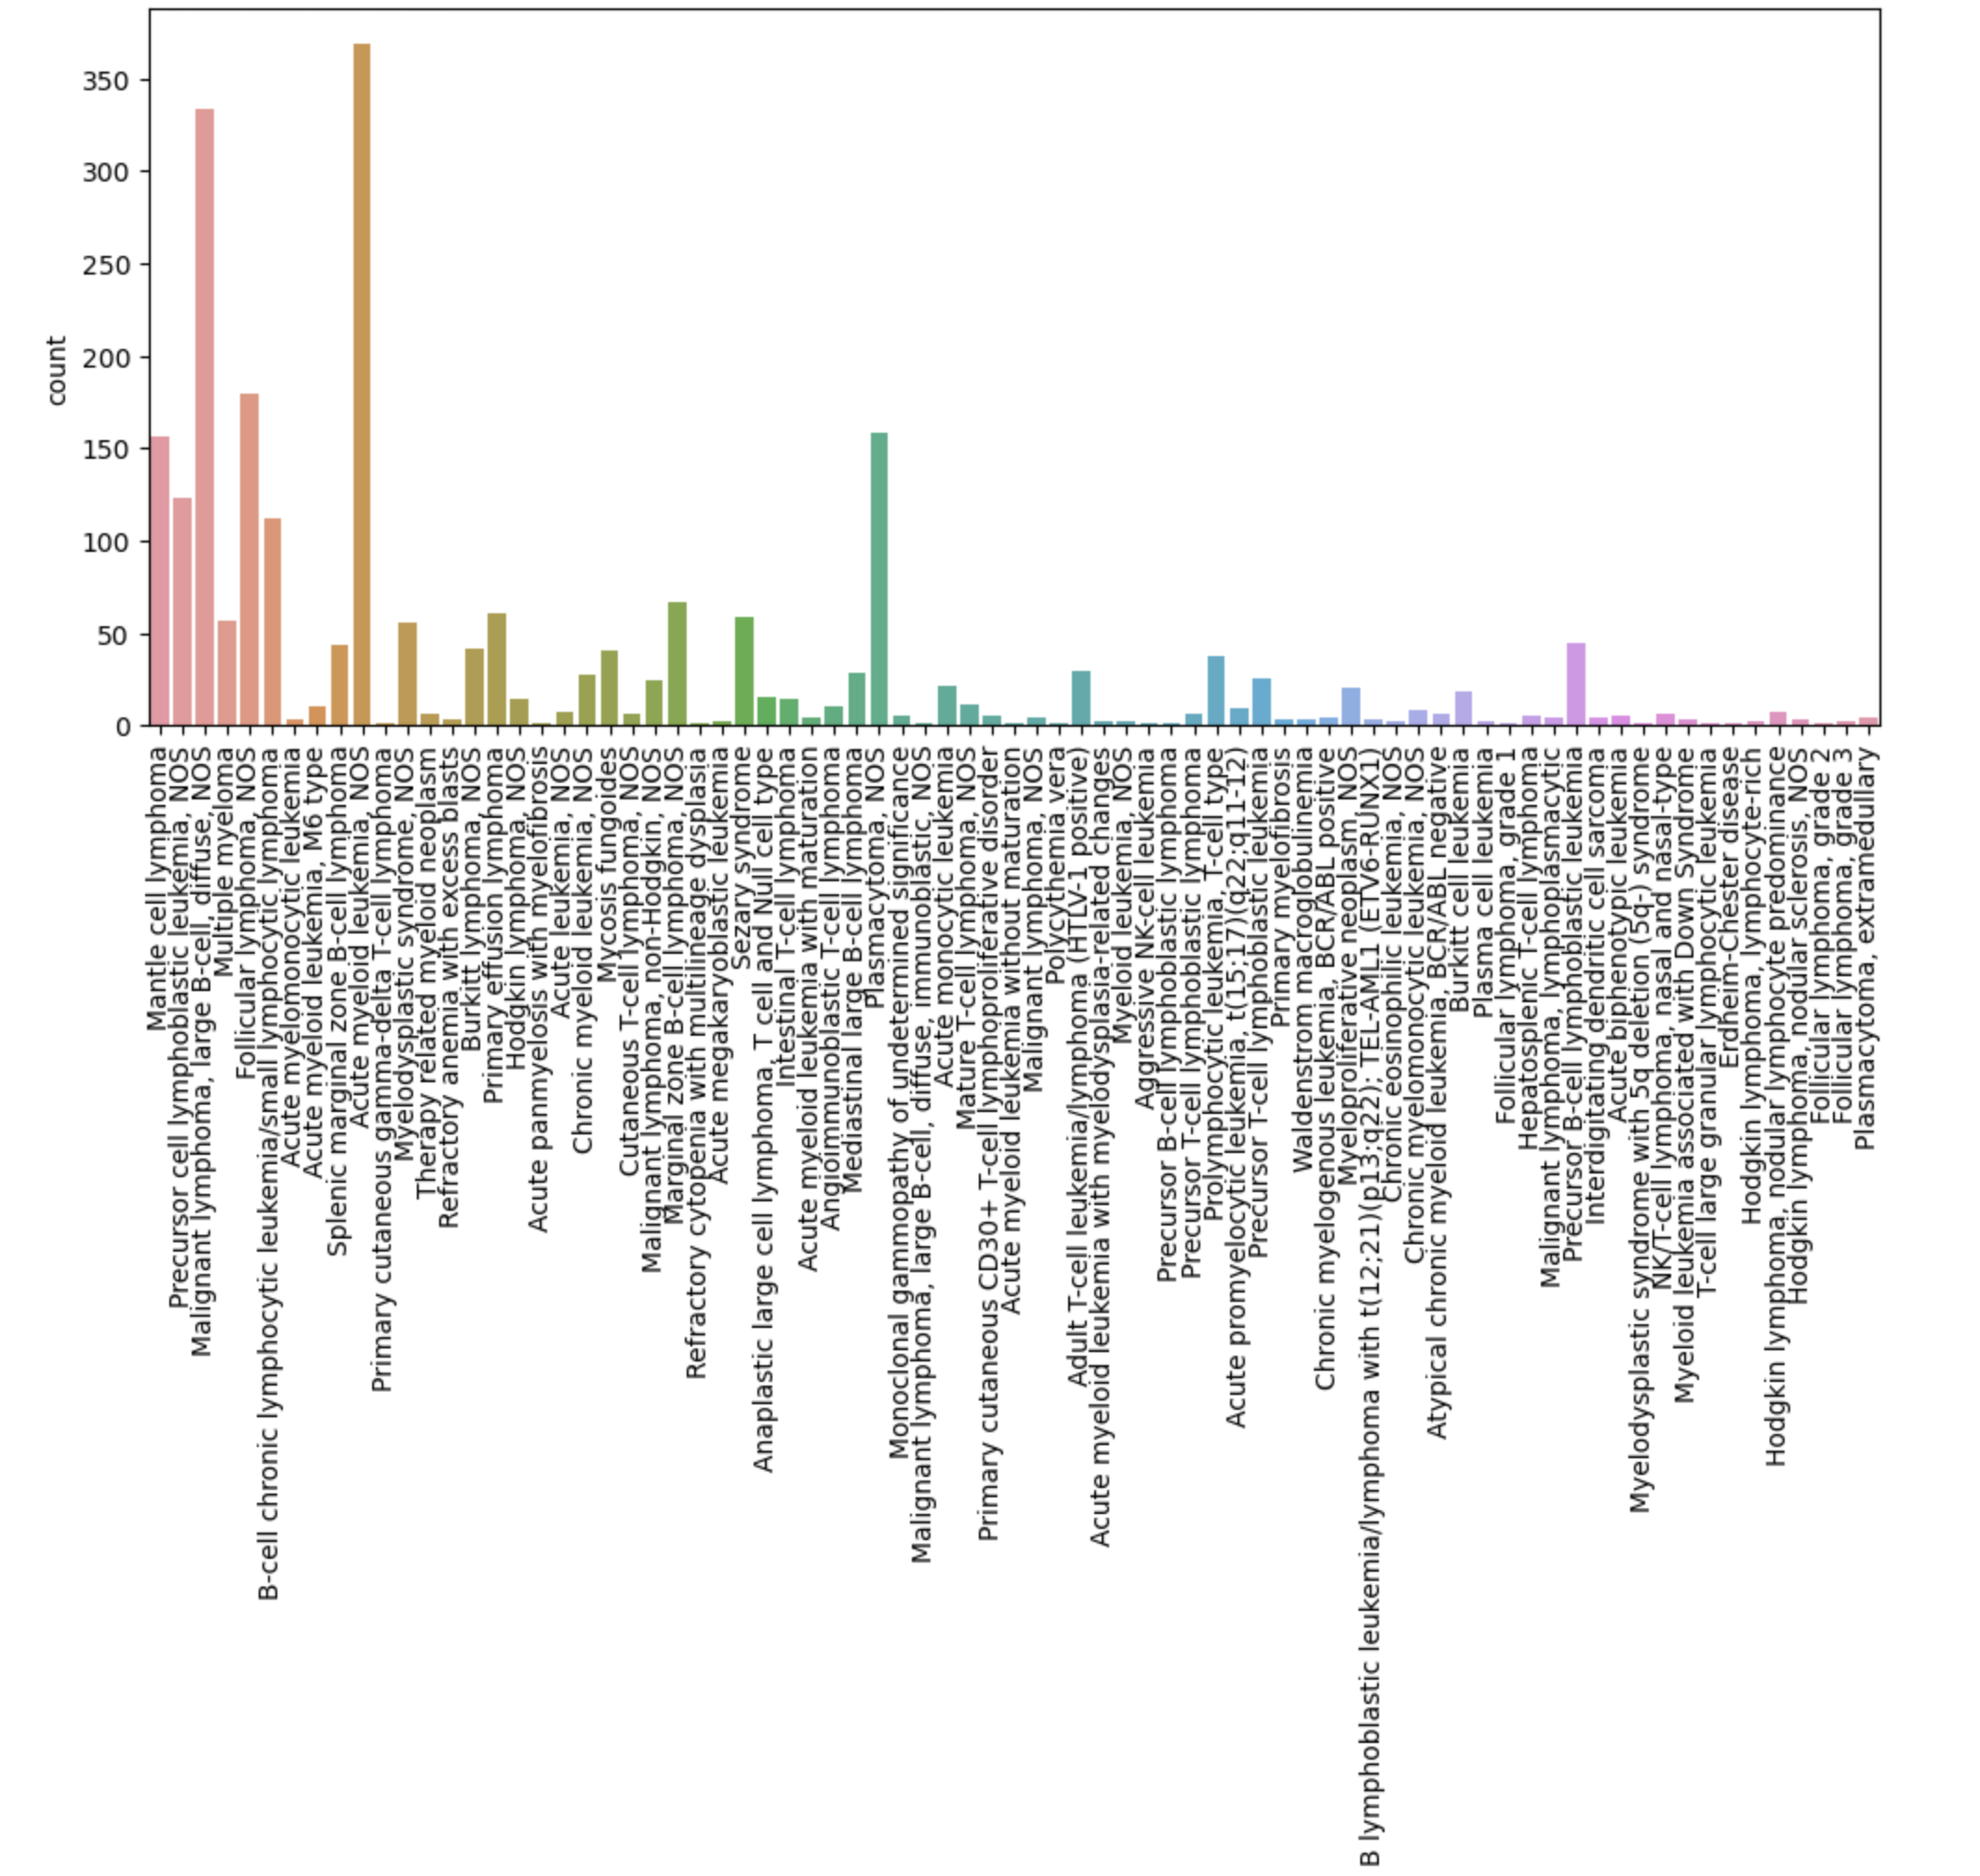 count
350
300
250
200
150
100
50
0
Mantle cell lymphoma
Precursor cell lymphoblastic leukemia, NOS
Malignant lymphoma, large B-cell, diffuse, NOS
Multiple myeloma
Follicular lymphoma, NOS
B-cell chronic lymphocytic leukemia/small lymphocytic lymphoma
Acute myelomonocytic leukemia
Acute myeloid leukemia, M6 type
Splenic marginal zone B-cell lymphoma
Acute myeloid leukemia, NOS
Primary cutaneous gamma-delta T-cell lymphoma
Myelodysplastic syndrome, NOS
Therapy related myeloid neoplasm
Refractory anemia with excess blasts
Burkitt lymphoma, NOS
Primary effusion lymphoma
Hodgkin lymphoma, NOS
Acute panmyelosis with myelofibrosis
Acute leukemia, NOS
Chronic myeloid leukemia, NOS
Mycosis fungoides
Cutaneous T-cell lymphoma, NOS
Malignant lymphoma, non-Hodgkin, NOS
Marginal zone B-cell lymphoma, NOS
Refractory cytopenia with multilineage dysplasia
Acute megakaryoblastic leukemia
Sezary syndrome
Anaplastic large cell lymphoma, T cell and Null cell type
Intestinal T-cell lymphoma
Acute myeloid leukemia with maturation
Angioimmunoblastic T-cell lymphoma
Mediastinal large B-cell lymphoma
Plasmacytoma, NOS
Monoclonal gammopathy of undetermined significance
Malignant lymphoma, large B-cell, diffuse, immunoblastic, NOS
Acute monocytic leukemia
Mature T-cell lymphoma, NOS
Primary cutaneous CD30+ T-cell lymphoproliferative disorder
Acute myeloid leukemia without maturation
Malignant lymphoma, NOS
Polycythemia vera
Adult T-cell leukemia/lymphoma (HTLV-1 positive)
Acute myeloid leukemia with myelodysplasia-related changes
Myeloid leukemia, NOS
Aggressive NK-cell leukemia
Precursor B-cell lymphoblastic lymphoma
Precursor T-cell lymphoblastic lymphoma
Prolymphocytic leukemia, T-cell type
Acute promyelocytic leukemia, t(15;17)(q22;q11-12)
Precursor T-cell lymphoblastic leukemia
Primary myelofibrosis
Waldenstrom macroglobulinemia
Chronic myelogenous leukemia, BCR/ABL positive
Myeloproliferative neoplasm, NOS
B lymphoblastic leukemia/lymphoma with t(12;21)(p13;q22); TEL-AML1 (ETV6-RUNX1)
Chronic eosinophilic leukemia, NOS
Chronic myelomonocytic leukemia, NOS
Atypical chronic myeloid leukemia, BCR/ABL negative
Burkitt cell leukemia
Plasma cell leukemia
Follicular lymphoma, grade 1
Hepatosplenic T-cell lymphoma
Malignant lymphoma, lymphoplasmacytic
Precursor B-cell lymphoblastic leukemia
Interdigitating dendritic cell sarcoma
Acute biphenotypic leukemia
Myelodysplastic syndrome with 5q deletion (5q-) syndrome
NK/T-cell lymphoma, nasal and nasal-type
Myeloid leukemia associated with Down Syndrome
T-cell large granular lymphocytic leukemia
Erdheim-Chester disease
Hodgkin lymphoma, lymphocyte-rich
Hodgkin lymphoma, nodular lymphocyte predominance
Hodgkin lymphoma, nodular sclerosis, NOS
Follicular lymphoma, grade 2
Follicular lymphoma, grade 3
Plasmacytoma, extramedullary